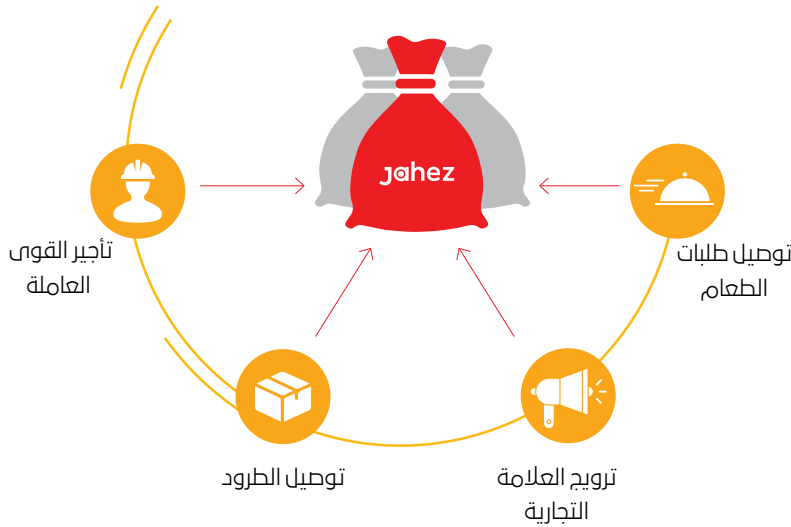 Jahez
توصيل طلبات
الطعام
ترويج العلامة
التجارية
توصيل الطرود
تأجير القوى
العاملة